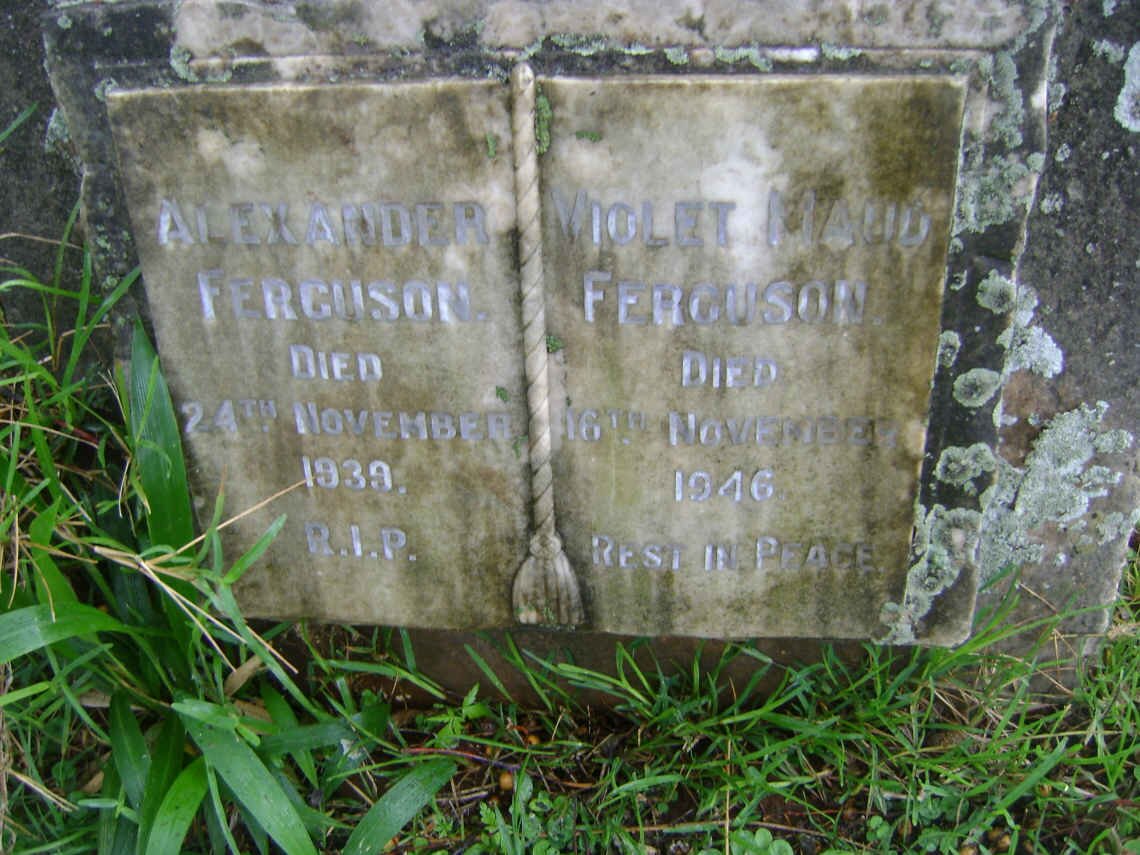 ALEXANDER
FERGUSON.
DIED
24TH NOVEMBER
1939.
R.I.P.
VIOLET MAUD
FERGUSON.
DIED
16TH NOVEMBER
1946.
REST IN PEACE.